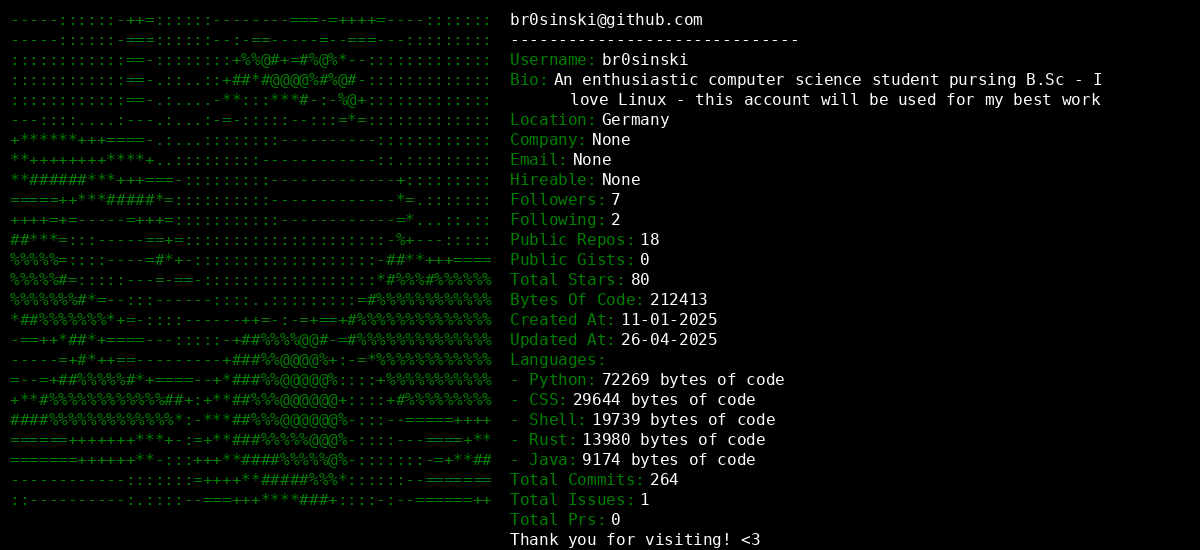 br0sinski@github.com
------------------------------
Username: br0sinski
Bio: An enthusiastic computer science student pursing B.Sc - I
love Linux - this account will be used for my best work
Location: Germany
Company: None
Email: None
Hireable: None
Followers: 7
Following: 2
Public Repos: 18
Public Gists: 0
Total Stars: 80
Bytes Of Code: 212413
Created At: 11-01-2025
Updated At: 26-04-2025
Languages:
- Python: 72269 bytes of code
- CSS: 29644 bytes of code
- Shell: 19739 bytes of code
- Rust: 13980 bytes of code
- Java: 9174 bytes of code
Total Commits: 264
Total Issues: 1
Total Prs: 0
Thank you for visiting! <3